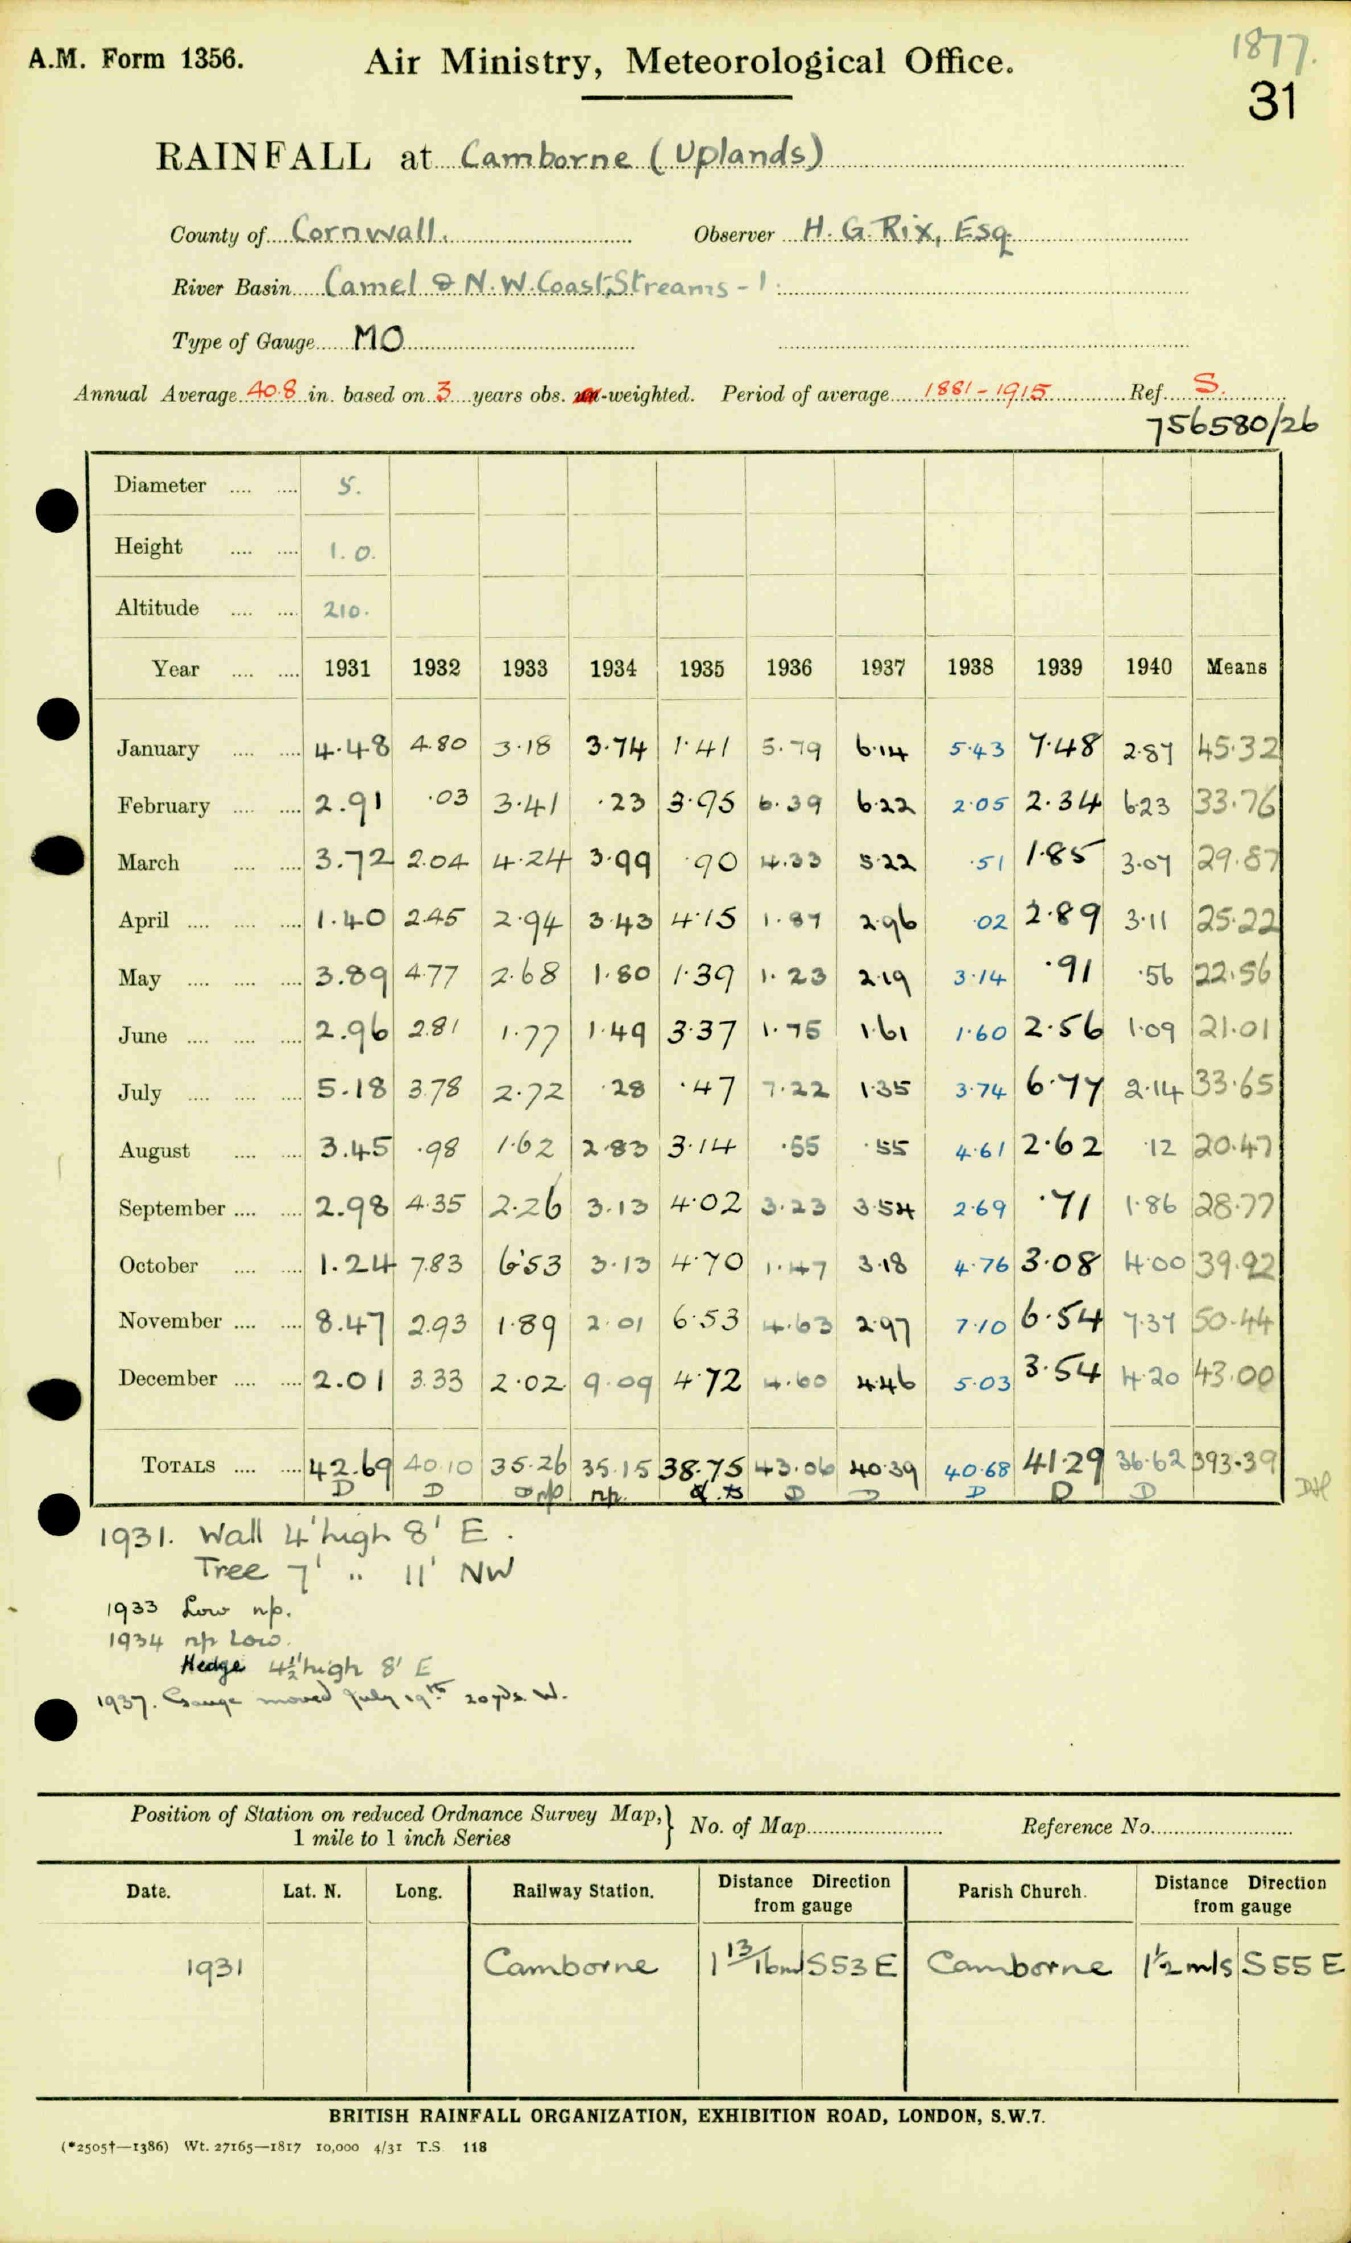 1877.
A.M. Form 1356. Air Ministry, Meteorological Office.
31
RAINFALL at Camborne (Uplands)
County of Cornwall. Observer H. G. Rix, Esq
River Basin Camel & N.W. Coast Streams - 1
Type of Gauge MO
Annual Average 40.8 in. based on 3 years obs. un-weighted. Period of average 1881-1915 Ref. S.
756580/26
Diameter .... .... 5.
Height .... .... 1.0.
Altitude .... .... 210.
Year .... .... 1931 1932 1933 1934 1935 1936 1937 1938 1939 1940 Means
January .... .... 4.48 4.80 3.18 3.74 1.41 5.79 6.14 5.43 7.48 2.87 45.32
February .... .... 2.91 .03 3.41 .23 3.95 6.39 6.22 2.05 2.34 6.23 33.76
March .... .... 3.72 2.04 4.24 3.99 .90 4.33 5.22 .51 1.85 3.07 29.87
April .... .... .... 1.40 2.45 2.94 3.43 4.15 1.87 2.96 .02 2.89 3.11 25.22
May .... .... .... 3.89 4.77 2.68 1.80 1.39 1.23 2.19 3.14 .91 .56 22.56
June .... .... .... 2.96 2.81 1.77 1.49 3.37 1.75 1.61 1.60 2.56 1.09 21.01
July .... .... .... 5.18 3.78 2.72 .28 .47 7.22 1.35 3.74 6.77 2.14 33.65
August .... .... 3.45 .98 1.62 2.83 3.14 .55 .55 4.61 2.62 .12 20.47
September .... .... 2.98 4.35 2.26 3.13 4.02 3.23 3.54 2.69 .71 1.86 28.77
October .... .... 1.24 7.83 6.53 3.13 4.70 1.47 3.18 4.76 3.08 4.00 39.92
November .... .... 8.47 2.93 1.89 2.01 6.53 4.63 2.97 7.10 6.54 7.37 50.44
December .... .... 2.01 3.33 2.02 9.09 4.72 4.60 4.46 5.03 3.54 4.20 43.00
TOTALS .... .... 42.69 40.10 35.26 35.15 38.75 43.06 40.39 40.68 41.29 36.62 393.39
D D np np. D D D D D
1931. Wall 4' high 8' E.
Tree 7' " 11' NW
1933 Low np.
1934 np Low.
Hedge 4½' high 8' E
1937. Gauge moved July 19th 20 yds. W.
Position of Station on reduced Ordnance Survey Map,} No. of Map Reference No.
1 mile to 1 inch Series
Date. Lat. N. Long. Railway Station. Distance Direction from gauge Parish Church. Distance Direction from gauge
1931 Camborne 1 13/16 ml S53E Camborne 1½ mls S55E
BRITISH RAINFALL ORGANIZATION, EXHIBITION ROAD, LONDON, S.W.7.
(*2505†—1386) Wt. 27165—1817 10,000 4/31 T.S. 118